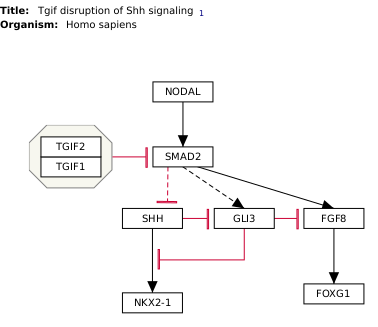 Title: Tgif disruption of Shh signaling 1
Organism: Homo sapiens
NODAL
TGIF2
TGIF1
SMAD2
SHH
GLI3
FGF8
NKX2-1
FOXG1